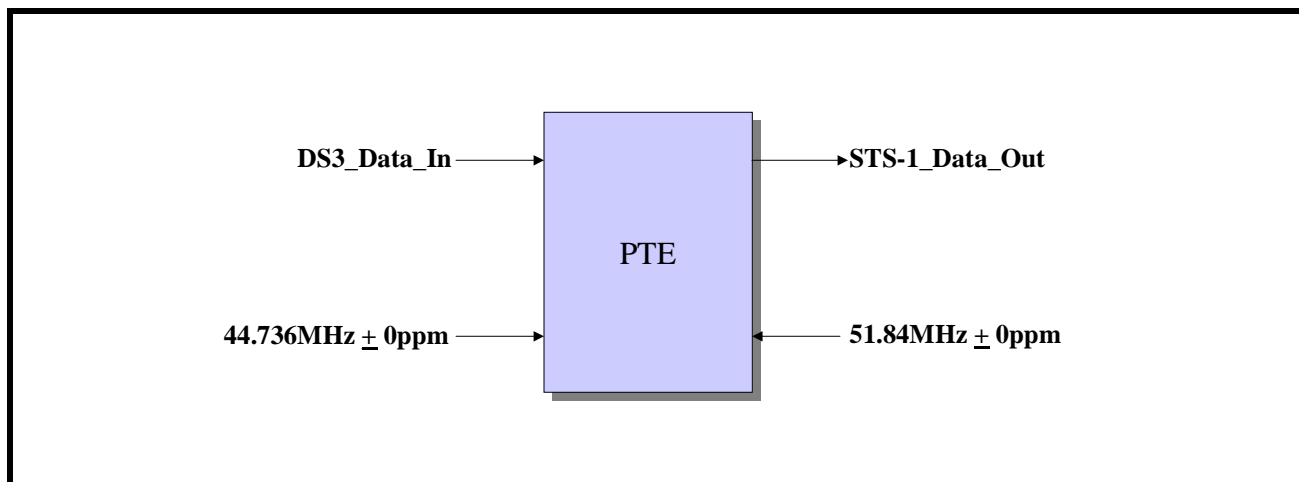 DS3_Data_In
STS-1_Data_Out
PTE
44.736MHz ± 0ppm
51.84MHz ± 0ppm